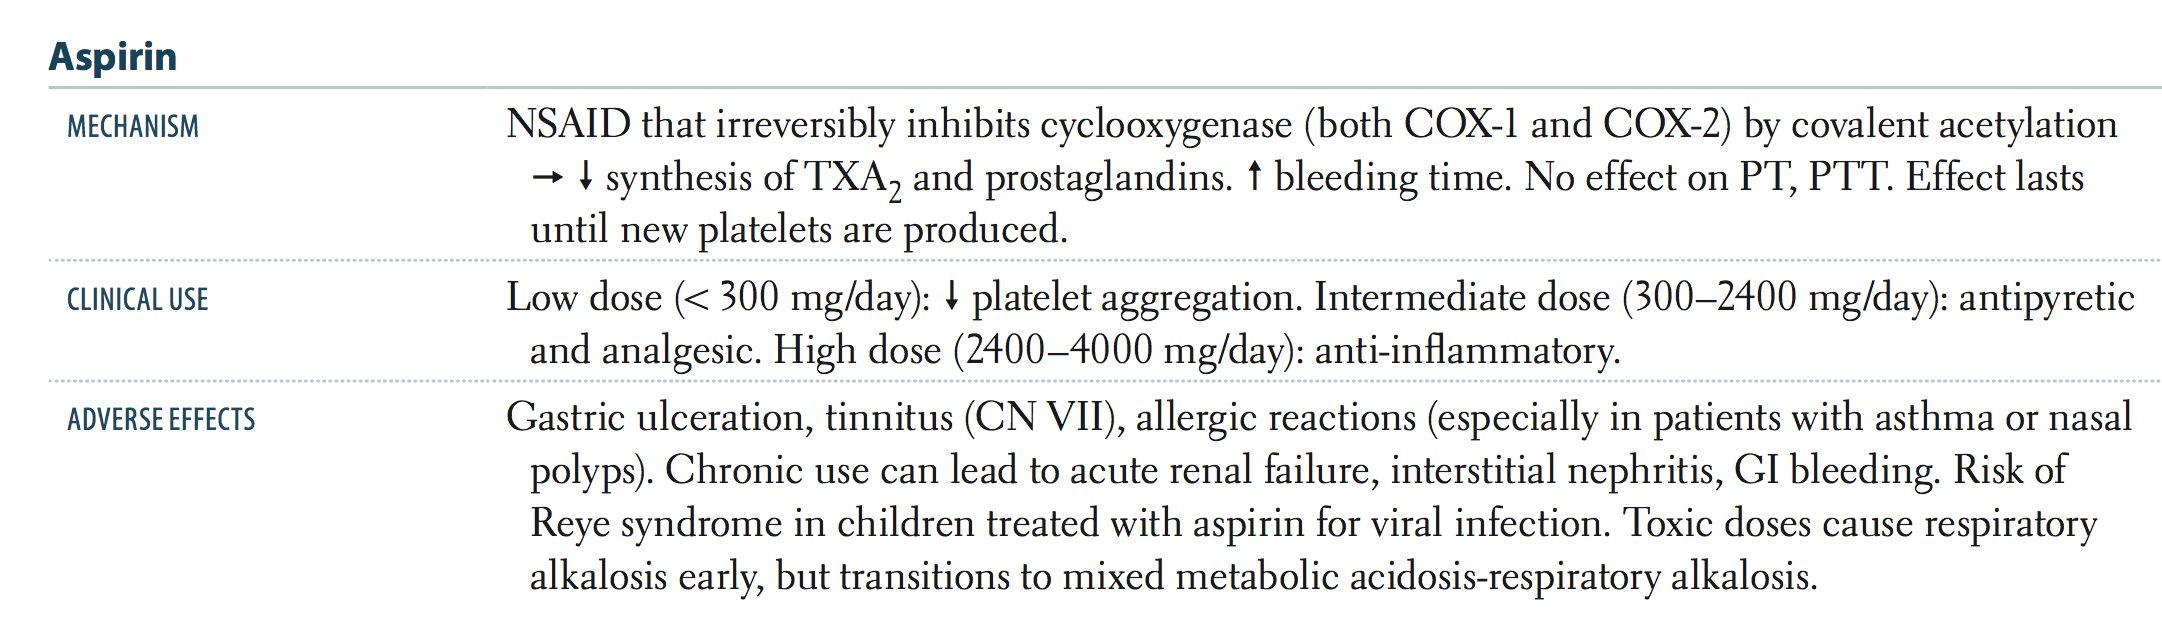 Aspirin
MECHANISM
NSAID that irreversibly inhibits cyclooxygenase (both COX-1 and COX-2) by covalent acetylation
→ ↓ synthesis of TXA₂ and prostaglandins. ↑ bleeding time. No effect on PT, PTT. Effect lasts
until new platelets are produced.
CLINICAL USE
Low dose (< 300 mg/day): ↓ platelet aggregation. Intermediate dose (300–2400 mg/day): antipyretic
and analgesic. High dose (2400–4000 mg/day): anti-inflammatory.
ADVERSE EFFECTS
Gastric ulceration, tinnitus (CN VII), allergic reactions (especially in patients with asthma or nasal
polyps). Chronic use can lead to acute renal failure, interstitial nephritis, GI bleeding. Risk of
Reye syndrome in children treated with aspirin for viral infection. Toxic doses cause respiratory
alkalosis early, but transitions to mixed metabolic acidosis-respiratory alkalosis.